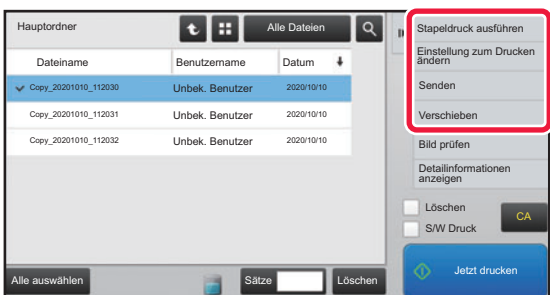 Hauptordner
Alle Dateien
Dateiname Benutzername Datum
Copy_20201010_112030 Unbek. Benutzer 2020/10/10
Copy_20201010_112031 Unbek. Benutzer 2020/10/10
Copy_20201010_112032 Unbek. Benutzer 2020/10/10
Alle auswählen
Sätze
Löschen
Stapeldruck ausführen
Einstellung zum Drucken
ändern
Senden
Verschieben
Bild prüfen
Detailinformationen
anzeigen
Löschen
S/W Druck
CA
Jetzt drucken